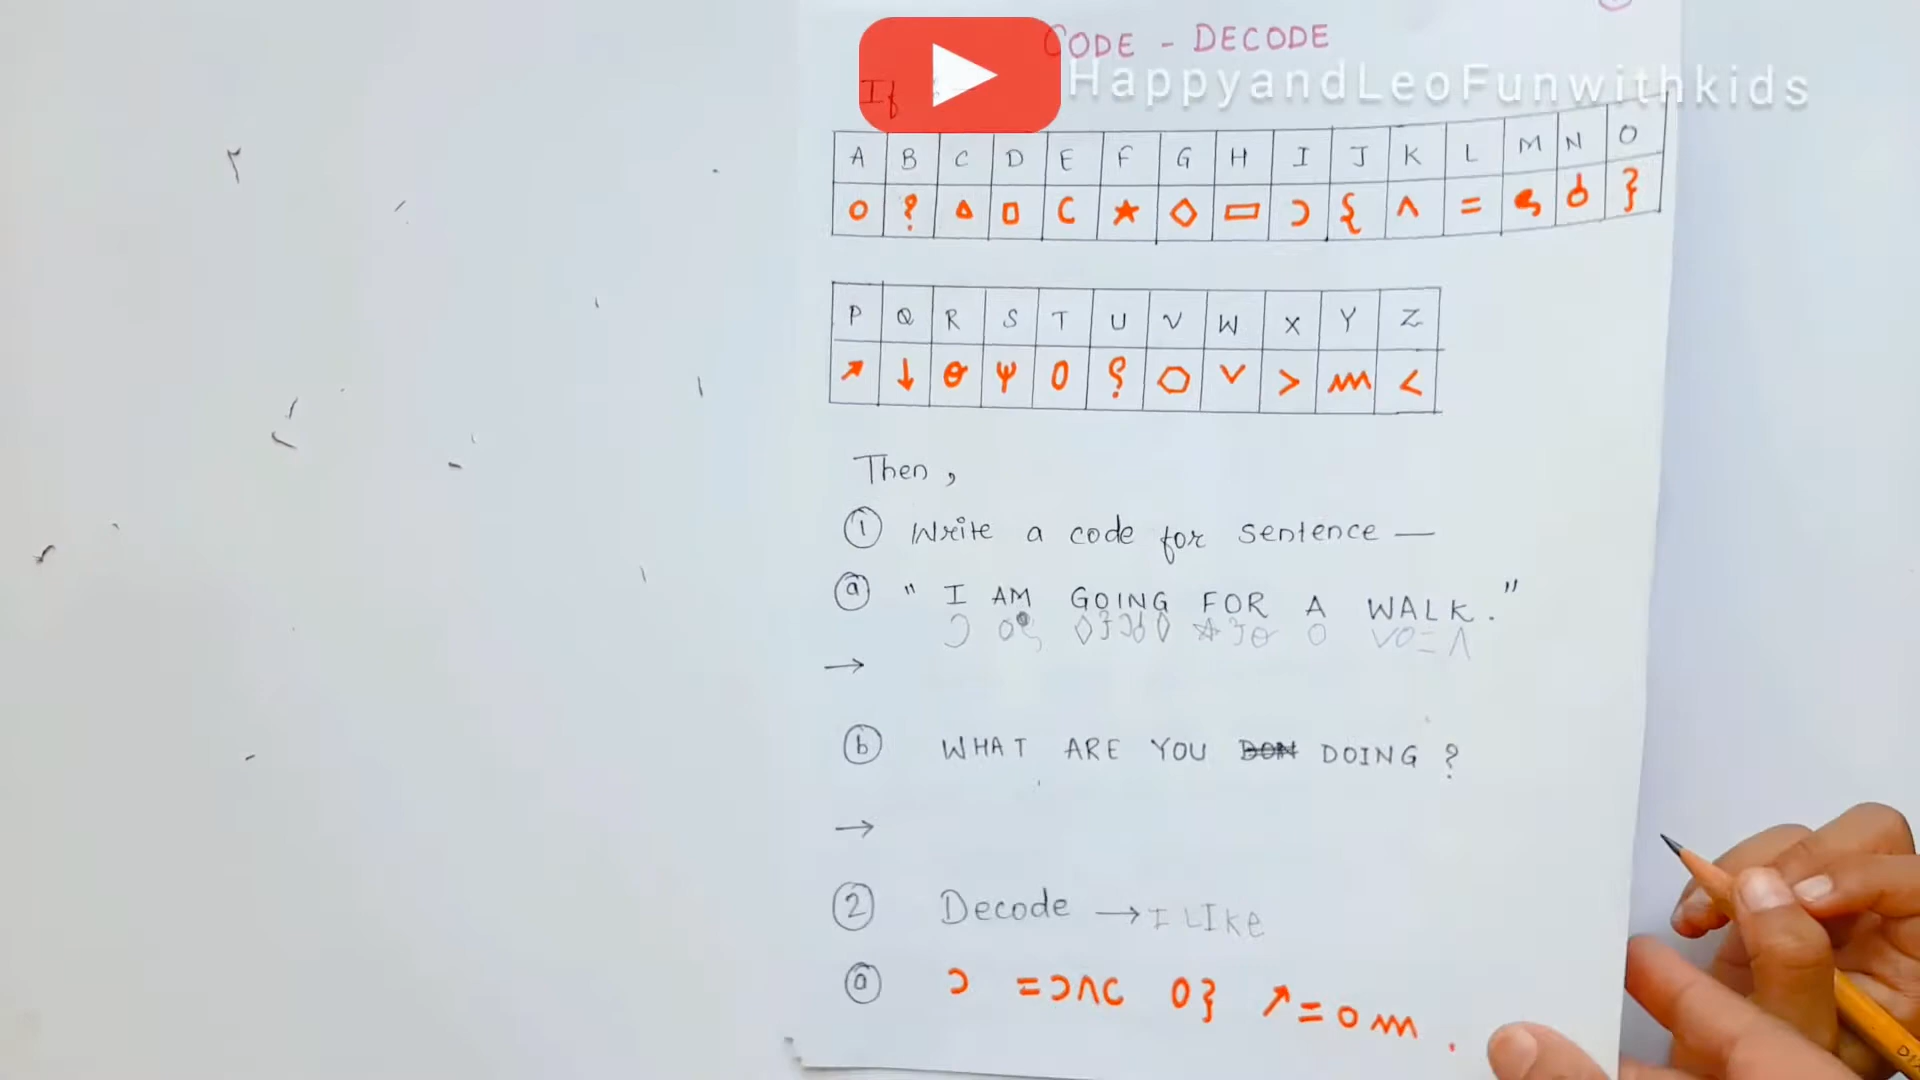 CODE - DECODE
If
HappyandLeoFunwithkids
A B C D E F G H I J K L M N O
P Q R S T U V W X Y Z
Then,
① Write a code for sentence —
ⓐ " I AM GOING FOR A WALK. "
→
ⓑ WHAT ARE YOU DOING ?
→
② Decode → I LIKe
ⓐ